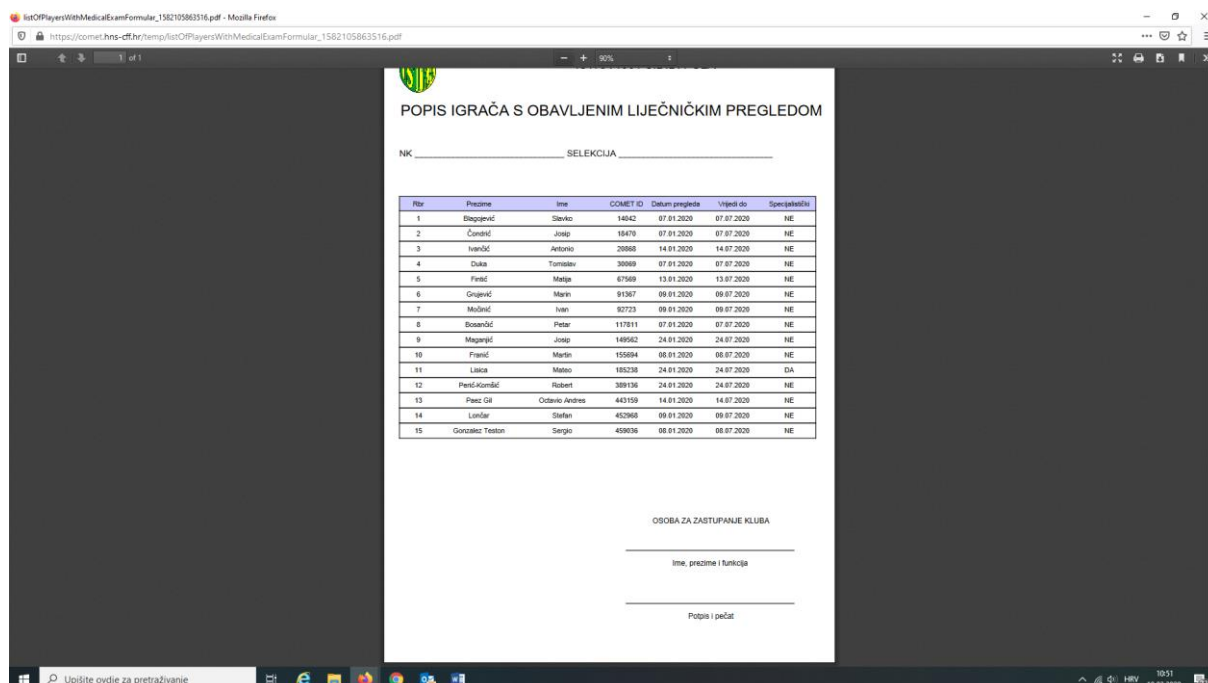 listOfPlayersWithMedicalExamFormular_1582105863516.pdf - Mozilla Firefox
https://comet.hns-cff.hr/temp/listOfPlayersWithMedicalExamFormular_1582105863516.pdf
1 of 1 90%
POPIS IGRAČA S OBAVLJENIM LIJEČNIČKIM PREGLEDOM
NK SELEKCIJA
Rbr Prezime Ime COMET ID Datum pregleda Vrijedi do Specijalistički
1 Blagojević Slavko 14042 07.01.2020 07.07.2020 NE
2 Čondrić Josip 18470 07.01.2020 07.07.2020 NE
3 Ivančić Antonio 20868 14.01.2020 14.07.2020 NE
4 Duka Tomislav 30069 07.01.2020 07.07.2020 NE
5 Fintić Matija 67569 13.01.2020 13.07.2020 NE
6 Grujević Marin 91367 09.01.2020 09.07.2020 NE
7 Močinić Ivan 92723 09.01.2020 09.07.2020 NE
8 Bosančić Petar 117811 07.01.2020 07.07.2020 NE
9 Maganjić Josip 149562 24.01.2020 24.07.2020 NE
10 Franić Martin 155694 08.01.2020 08.07.2020 NE
11 Lisica Mateo 185238 24.01.2020 24.07.2020 DA
12 Perić-Komšić Robert 389136 24.01.2020 24.07.2020 NE
13 Paez Gil Octavio Andres 443159 14.01.2020 14.07.2020 NE
14 Lončar Stefan 452968 09.01.2020 09.07.2020 NE
15 Gonzalez Teston Sergio 459036 08.01.2020 08.07.2020 NE
OSOBA ZA ZASTUPANJE KLUBA
Ime, prezime i funkcija
Potpis i pečat
Upišite ovdje za pretraživanje HRV 10:51